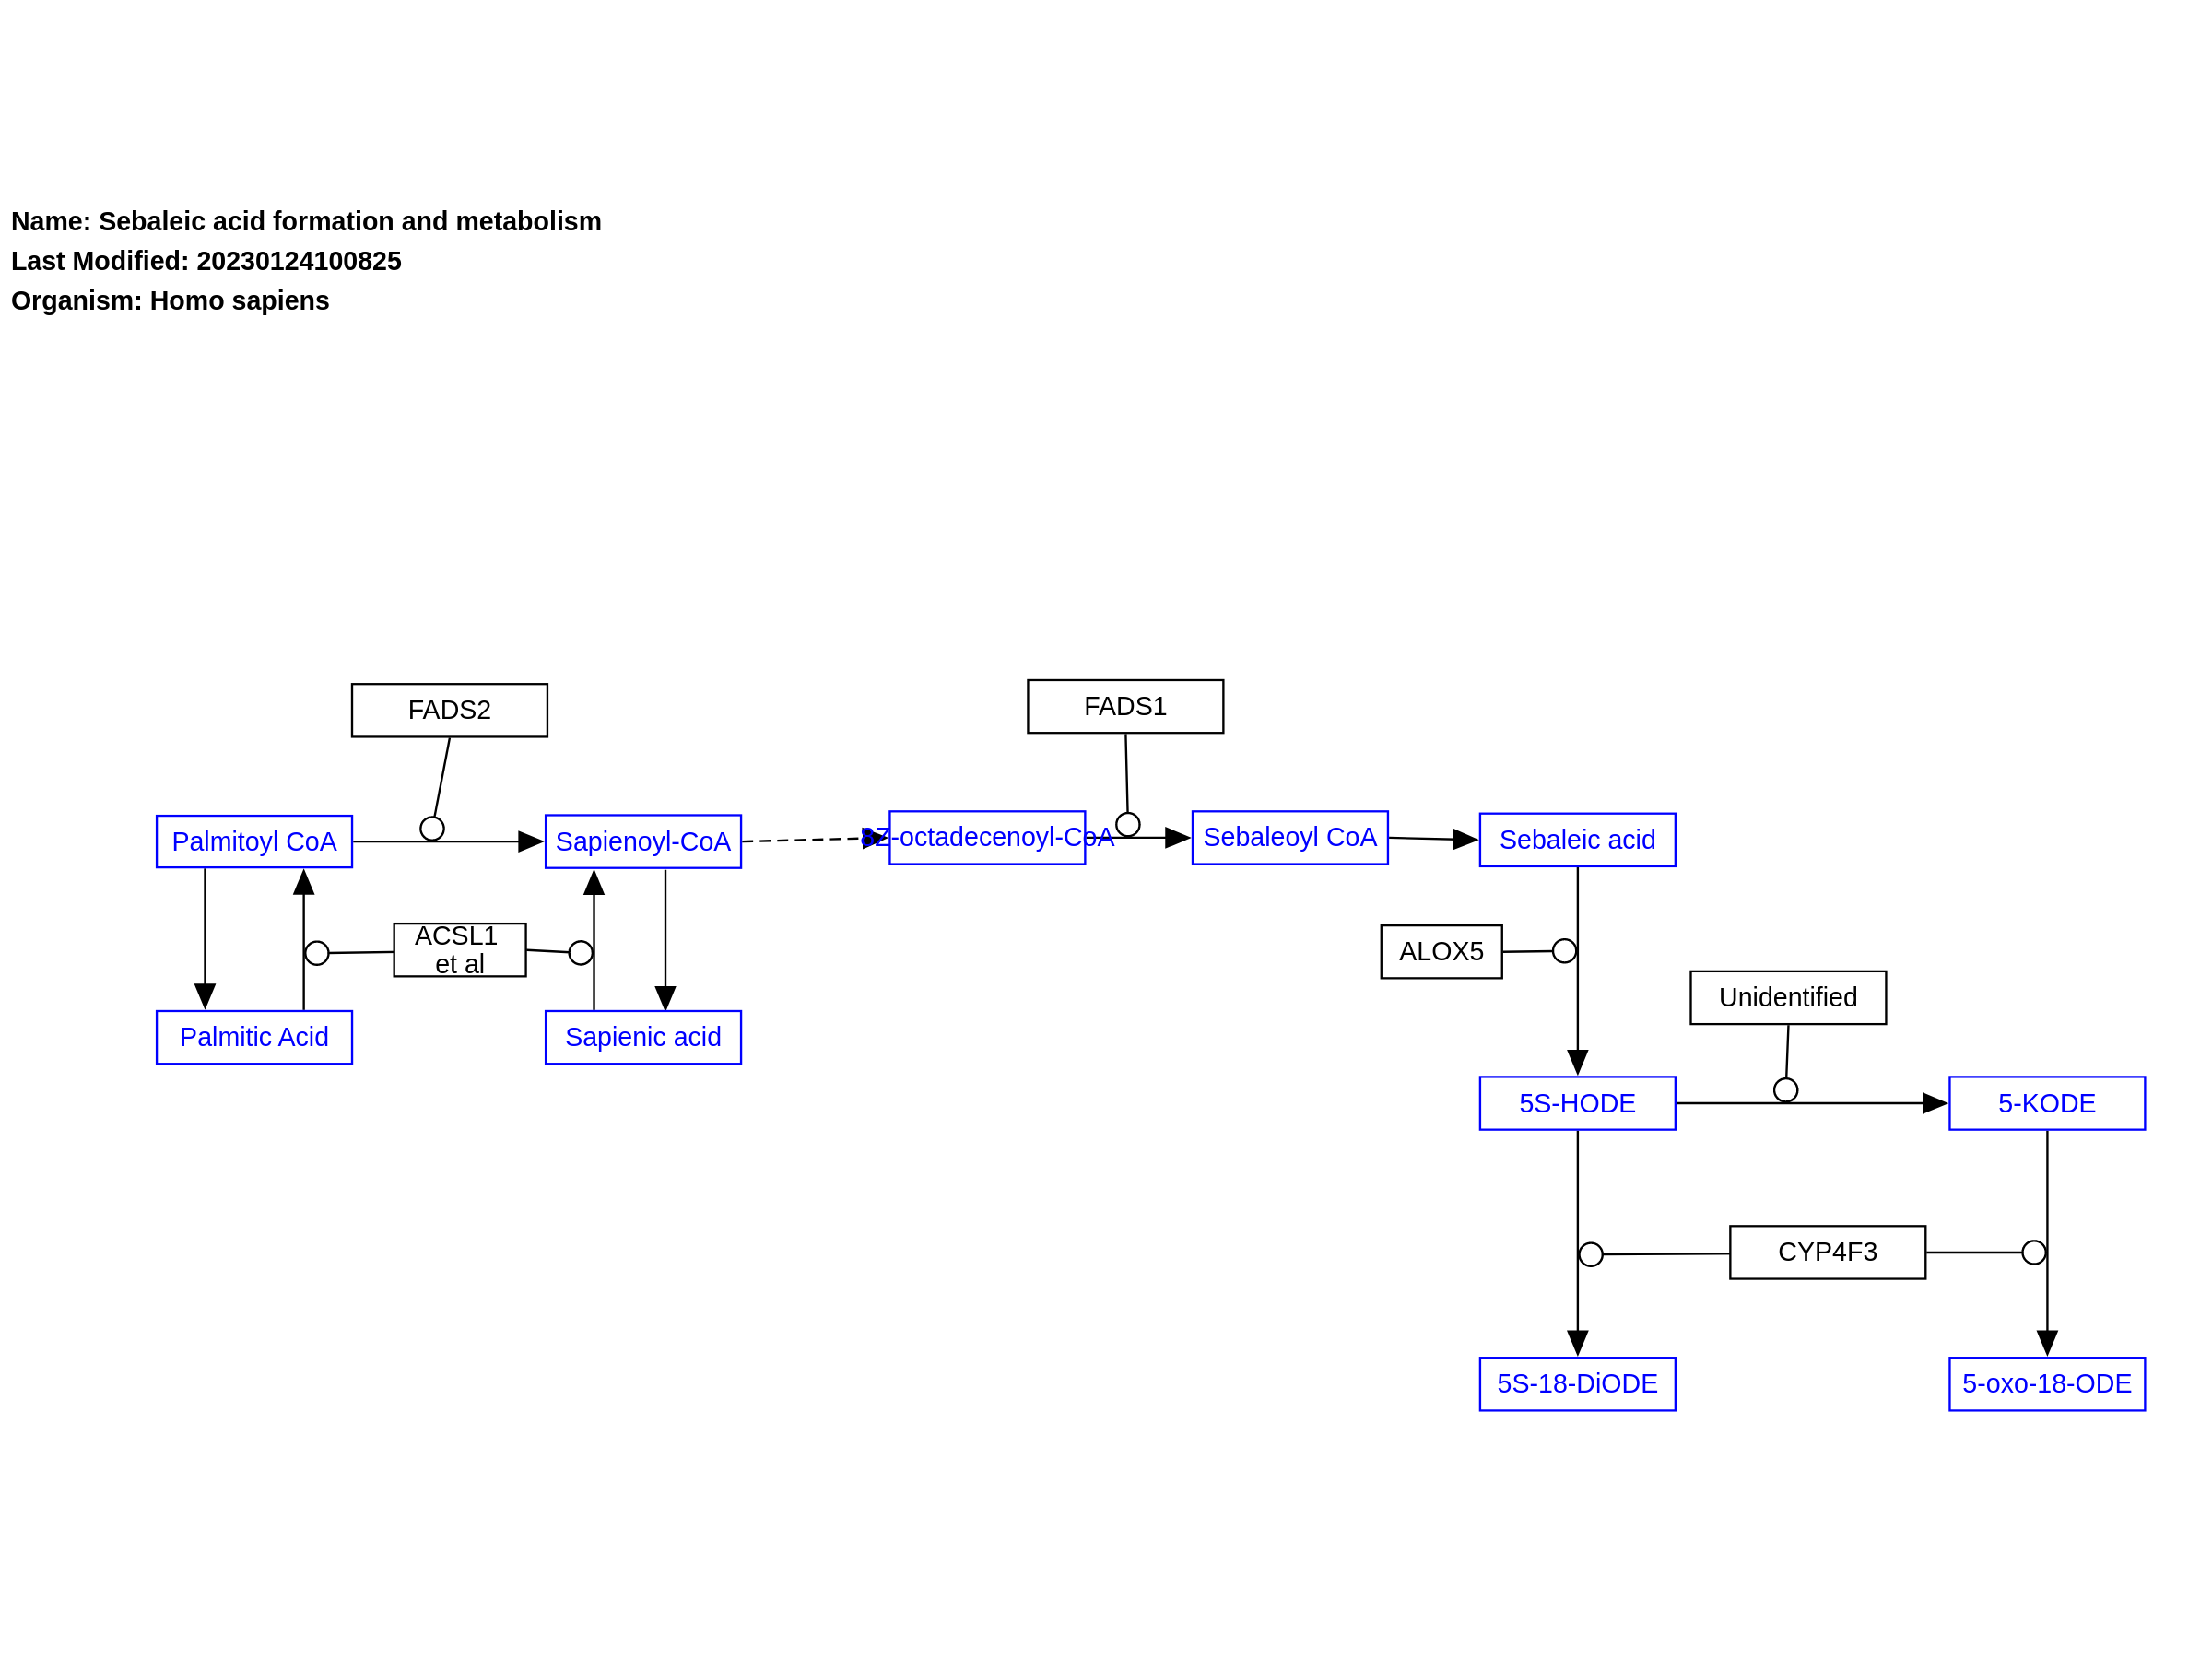 Name: Sebaleic acid formation and metabolism
Last Modified: 20230124100825
Organism: Homo sapiens
FADS2
FADS1
Palmitoyl CoA
Sapienoyl-CoA
8Z-octadecenoyl-CoA
Sebaleoyl CoA
Sebaleic acid
ACSL1
et al
ALOX5
Unidentified
Palmitic Acid
Sapienic acid
5S-HODE
5-KODE
CYP4F3
5S-18-DiODE
5-oxo-18-ODE